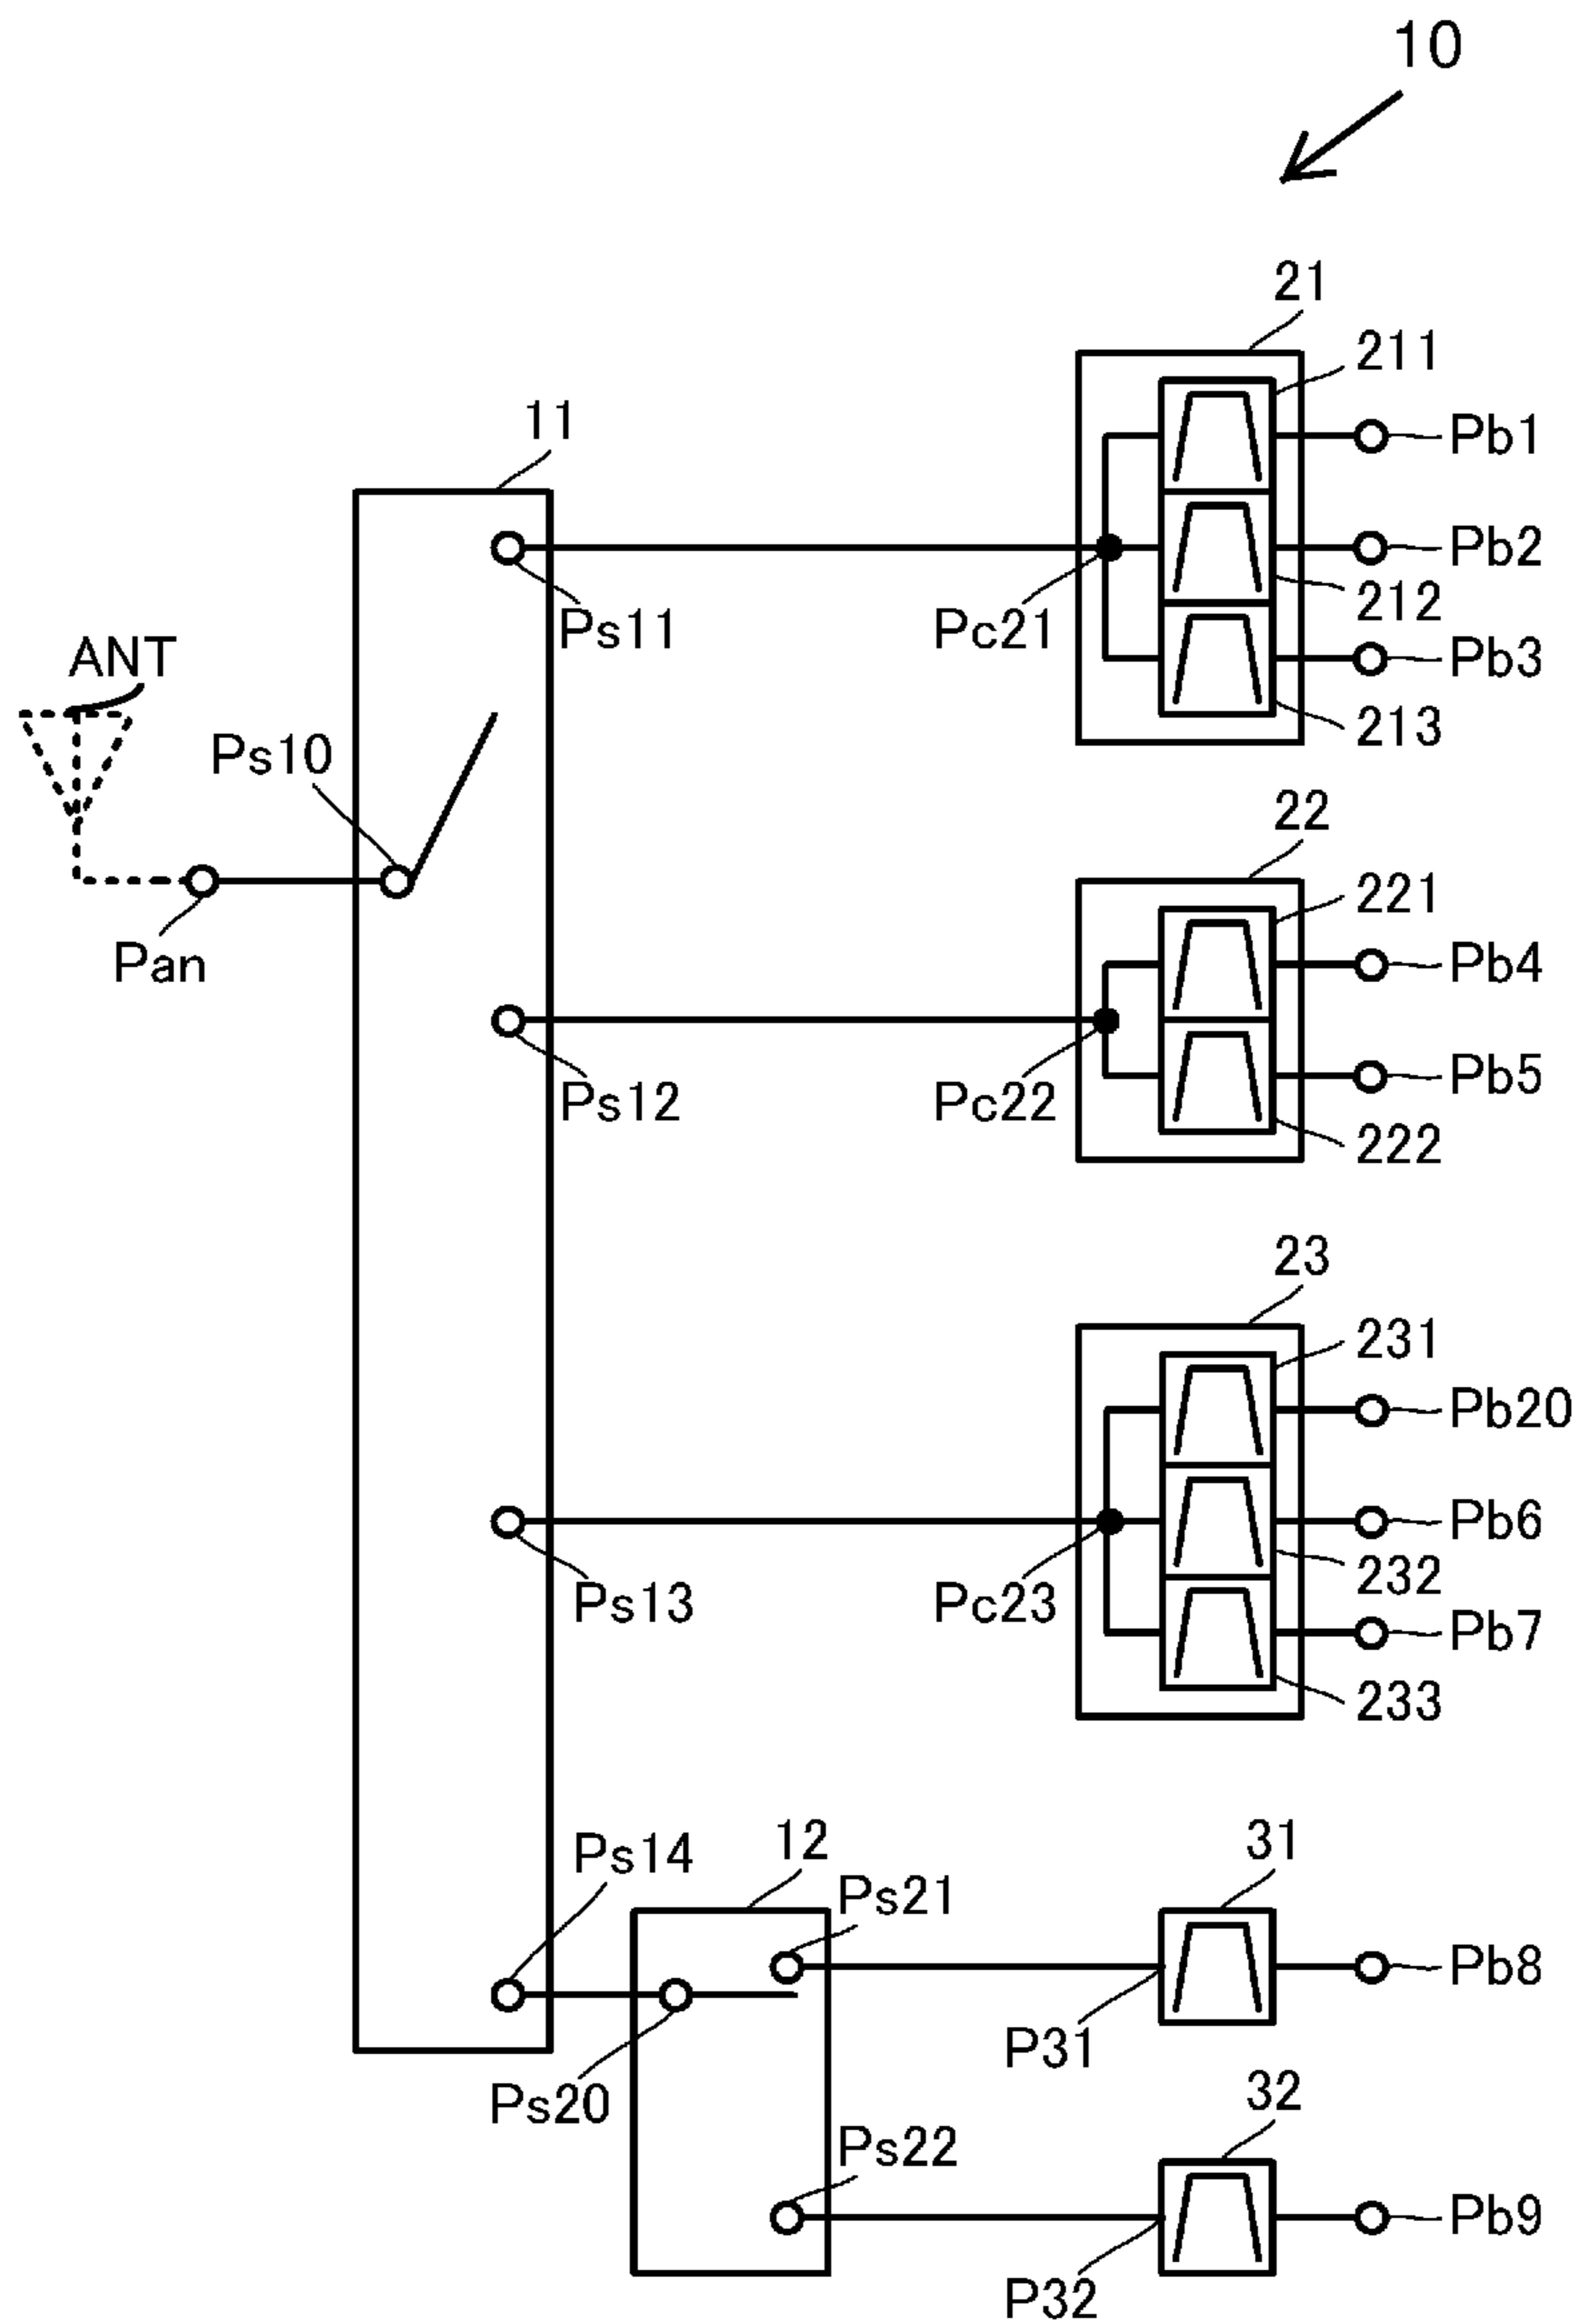 10
21
211
11
Pb1
Pb2
212
Ps11
Pc21
ANT
Pb3
213
Ps10
22
221
Pan
Pb4
Pb5
Ps12
Pc22
222
23
231
Pb20
Pb6
232
Ps13
Pc23
Pb7
233
Ps14
12
31
Ps21
Pb8
P31
Ps20
32
Ps22
Pb9
P32